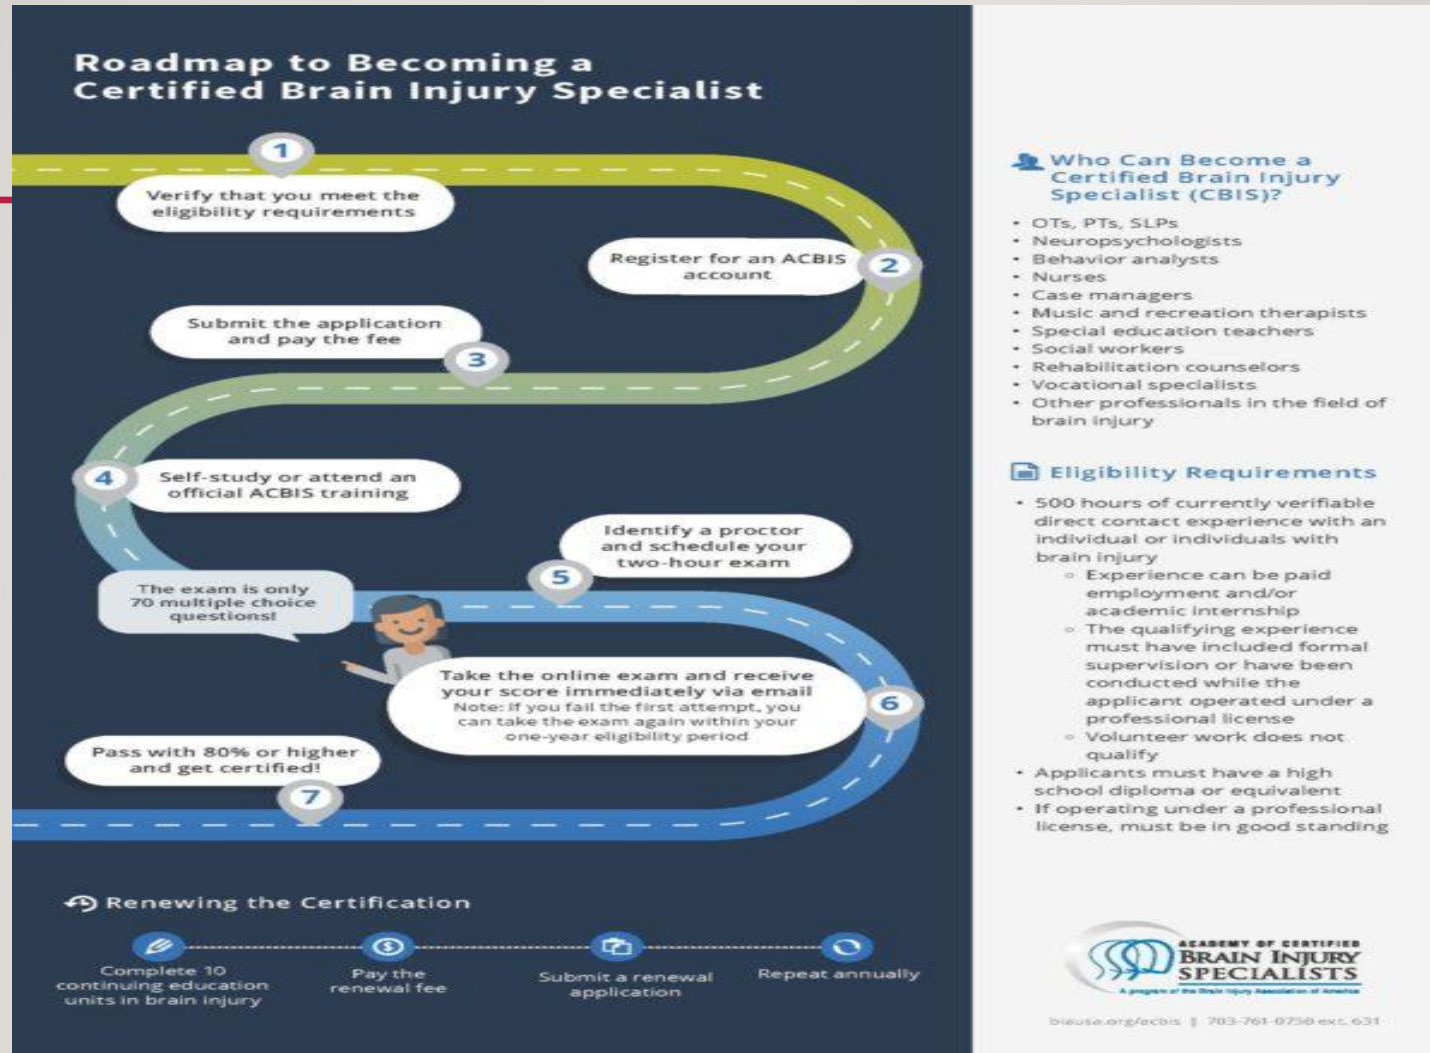 Roadmap to Becoming a
Certified Brain Injury Specialist
1
Verify that you meet the
eligibility requirements
Register for an ACBIS
account
2
Submit the application
and pay the fee
3
4
Self-study or attend an
official ACBIS training
Identify a proctor
and schedule your
two-hour exam
5
The exam is only
70 multiple choice
questions!
Take the online exam and receive
your score immediately via email
Note: If you fail the first attempt, you
can take the exam again within your
one-year eligibility period
6
Pass with 80% or higher
and get certified!
7
Renewing the Certification
Complete 10
continuing education
units in brain injury
Pay the
renewal fee
Submit a renewal
application
Repeat annually
Who Can Become a
Certified Brain Injury
Specialist (CBIS)?
• OTs, PTs, SLPs
• Neuropsychologists
• Behavior analysts
• Nurses
• Case managers
• Music and recreation therapists
• Special education teachers
• Social workers
• Rehabilitation counselors
• Vocational specialists
• Other professionals in the field of
brain injury
Eligibility Requirements
• 500 hours of currently verifiable
direct contact experience with an
individual or individuals with
brain injury
◦ Experience can be paid
employment and/or
academic internship
◦ The qualifying experience
must have included formal
supervision or have been
conducted while the
applicant operated under a
professional license
◦ Volunteer work does not
qualify
• Applicants must have a high
school diploma or equivalent
• If operating under a professional
license, must be in good standing
ACADEMY OF CERTIFIED
BRAIN INJURY
SPECIALISTS
A program of the Brain Injury Association of America
biausa.org/acbis | 703-761-0750 ext. 631